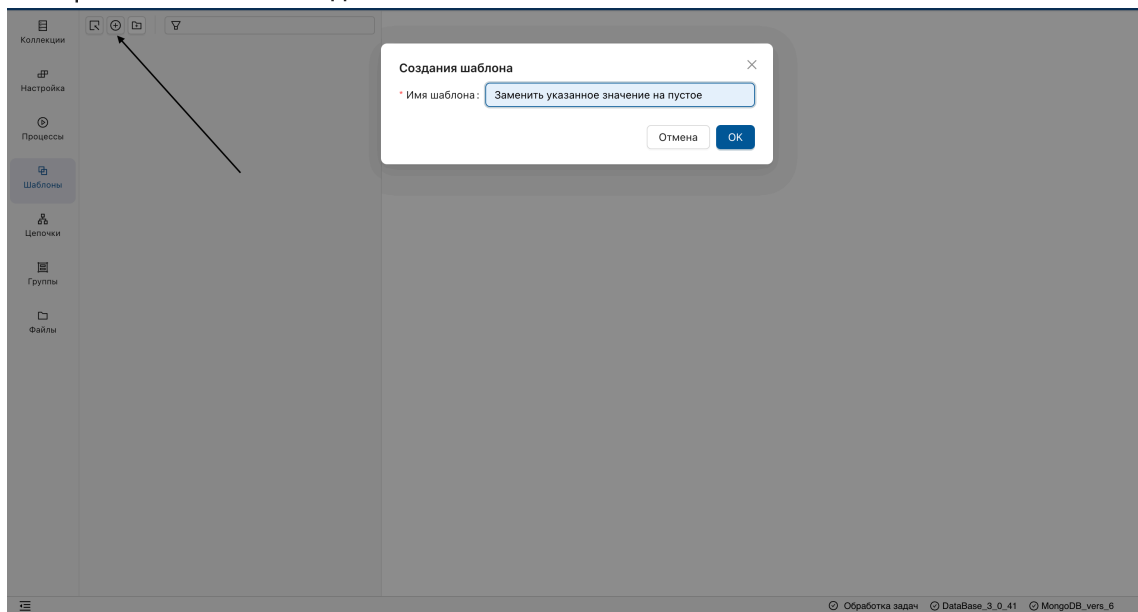 Коллекции
Настройка
Процессы
Шаблоны
Цепочки
Группы
Файлы
Создания шаблона
* Имя шаблона: Заменить указанное значение на пустое
Отмена OK
Обработка задач DataBase_3_0_41 MongoDB_vers_6